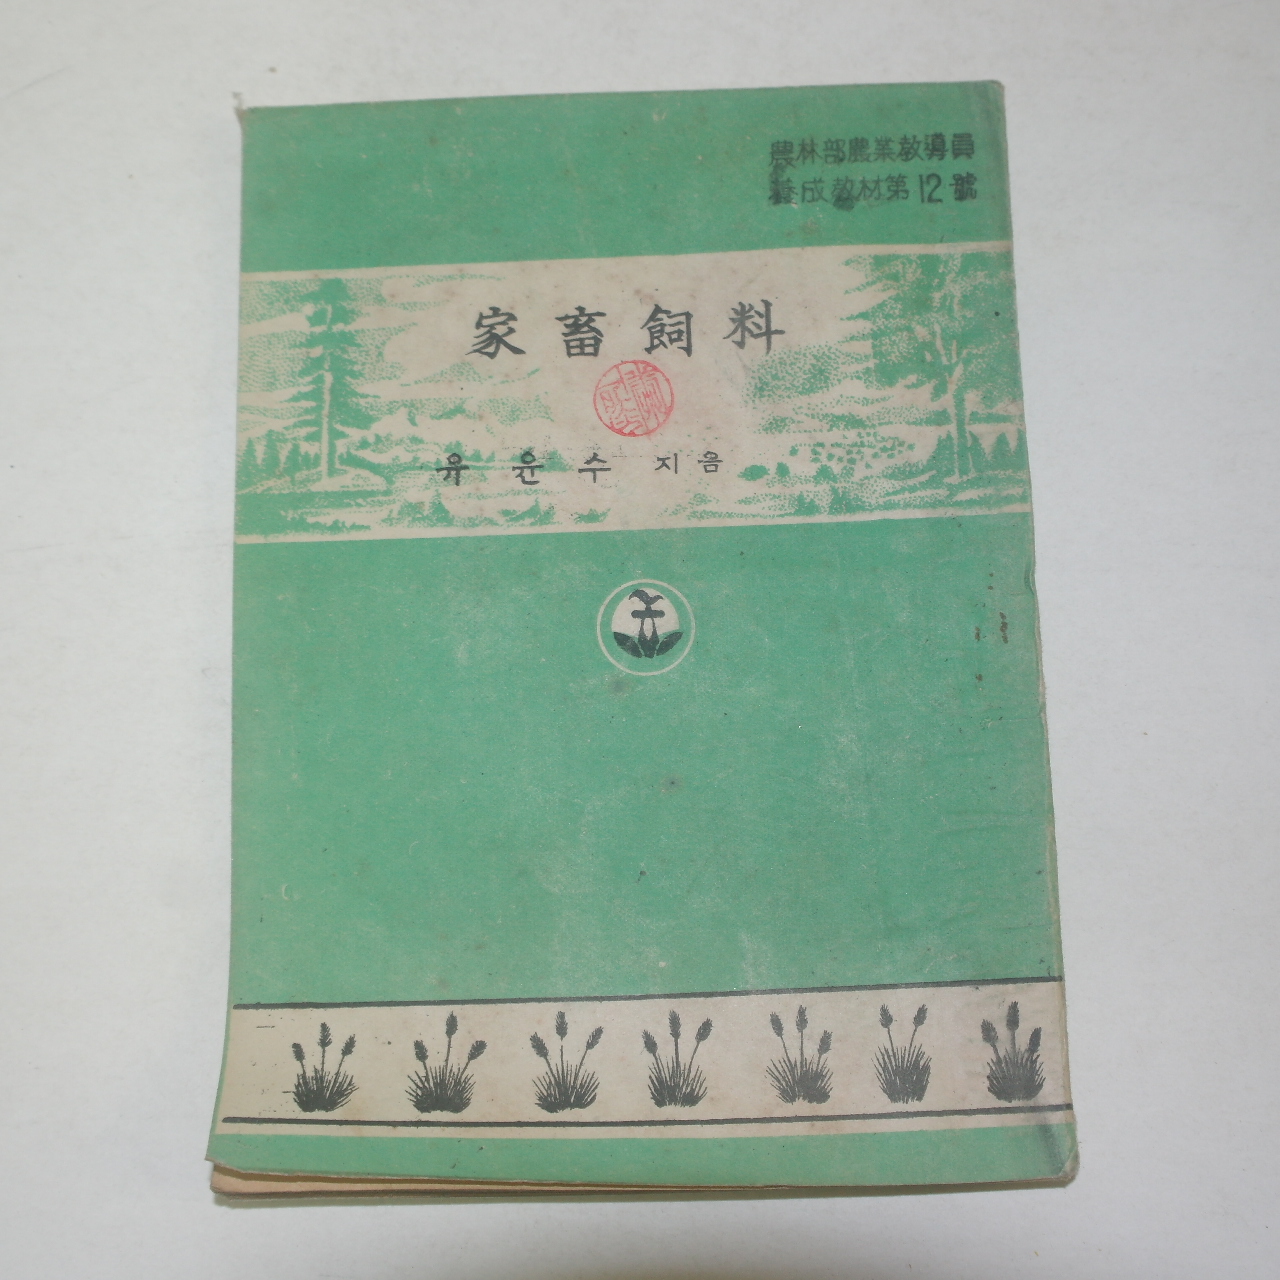 農林部農業教導員
養成教材第12號
家畜飼料
유윤수 지음